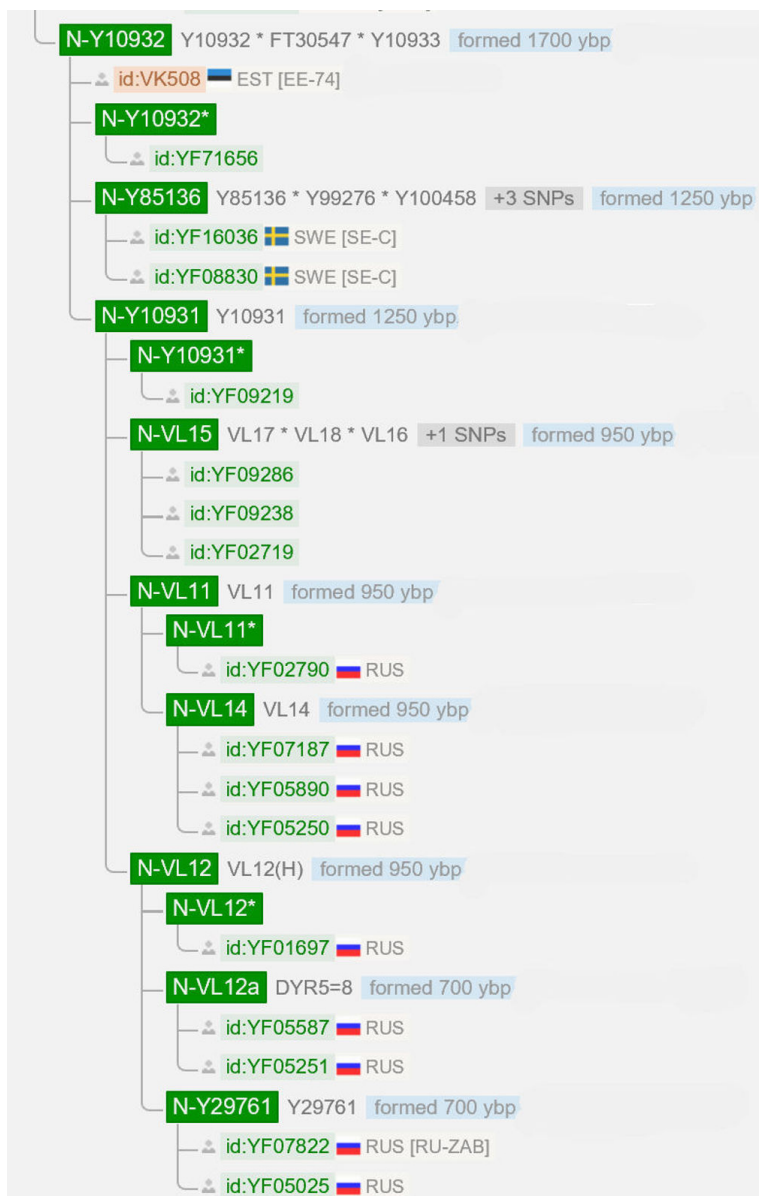 N-Y10932 Y10932 * FT30547 * Y10933 formed 1700 ybp
id:VK508 EST [EE-74]
N-Y10932*
id:YF71656
N-Y85136 Y85136 * Y99276 * Y100458 +3 SNPs formed 1250 ybp
id:YF16036 SWE [SE-C]
id:YF08830 SWE [SE-C]
N-Y10931 Y10931 formed 1250 ybp
N-Y10931*
id:YF09219
N-VL15 VL17 * VL18 * VL16 +1 SNPs formed 950 ybp
id:YF09286
id:YF09238
id:YF02719
N-VL11 VL11 formed 950 ybp
N-VL11*
id:YF02790 RUS
N-VL14 VL14 formed 950 ybp
id:YF07187 RUS
id:YF05890 RUS
id:YF05250 RUS
N-VL12 VL12(H) formed 950 ybp
N-VL12*
id:YF01697 RUS
N-VL12a DYR5=8 formed 700 ybp
id:YF05587 RUS
id:YF05251 RUS
N-Y29761 Y29761 formed 700 ybp
id:YF07822 RUS [RU-ZAB]
id:YF05025 RUS